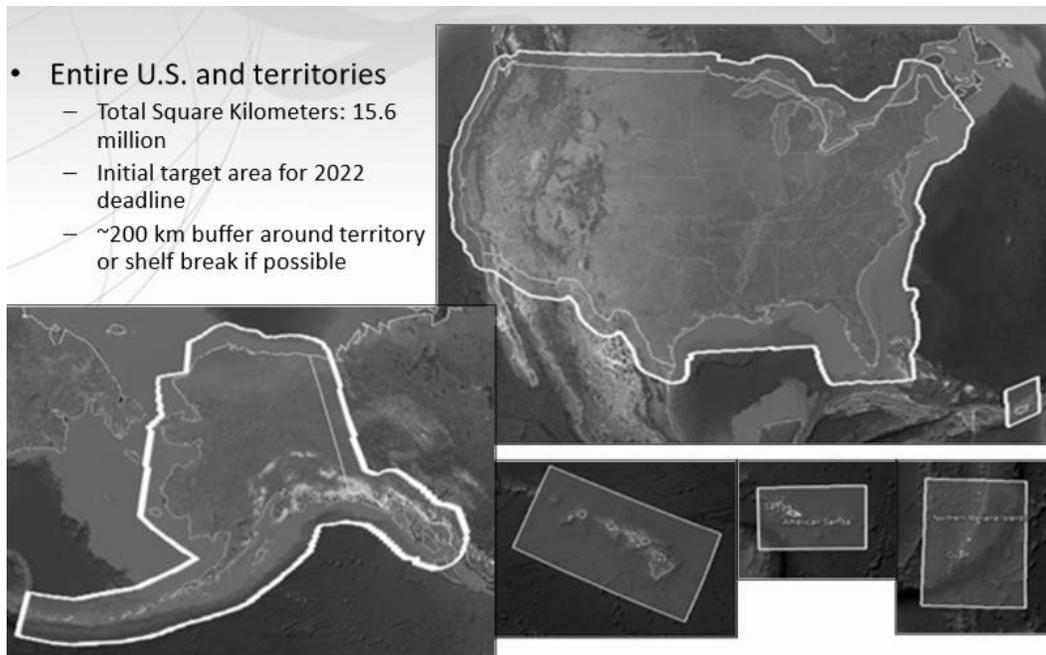 • Entire U.S. and territories
– Total Square Kilometers: 15.6
million
– Initial target area for 2022
deadline
– ~200 km buffer around territory
or shelf break if possible
American Samoa
Northern Mariana Islands